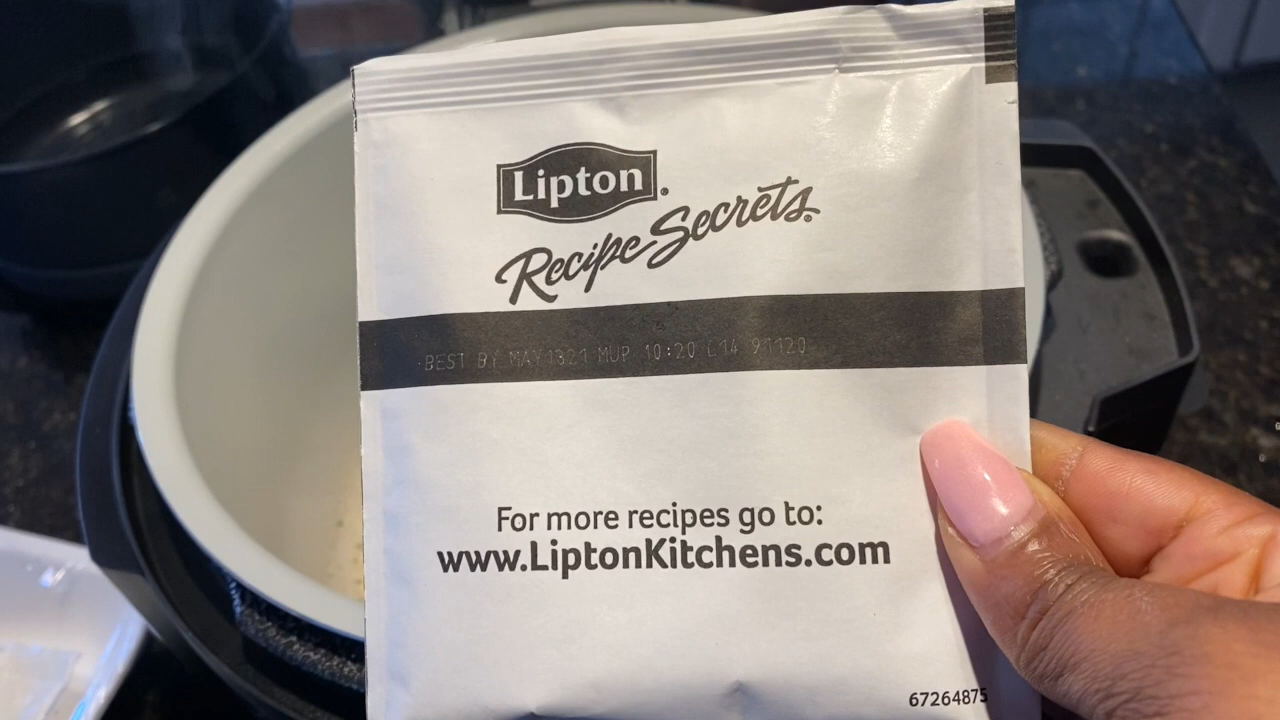 Lipton®
Recipe Secrets®
BEST BY MAY1321 MUP 10:20 L14 91120
For more recipes go to:
www.LiptonKitchens.com
67264875